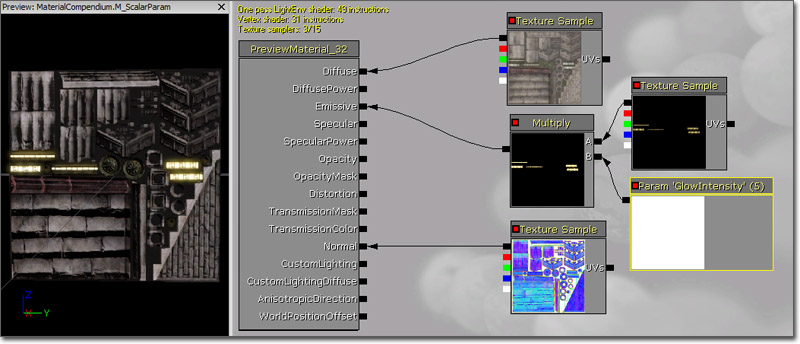 Preview: MaterialCompendium.M_ScalarParam
X
Z
Y
One pass LightEnv shader: 49 instructions
Vertex shader: 31 instructions
Texture samplers: 3/15
PreviewMaterial_32
Diffuse
DiffusePower
Emissive
Specular
SpecularPower
Opacity
OpacityMask
Distortion
TransmissionMask
TransmissionColor
Normal
CustomLighting
CustomLightingDiffuse
AnisotropicDirection
WorldPositionOffset
Texture Sample
UVs
Multiply
A
B
Texture Sample
UVs
Param 'GlowIntensity' (5)
Texture Sample
UVs